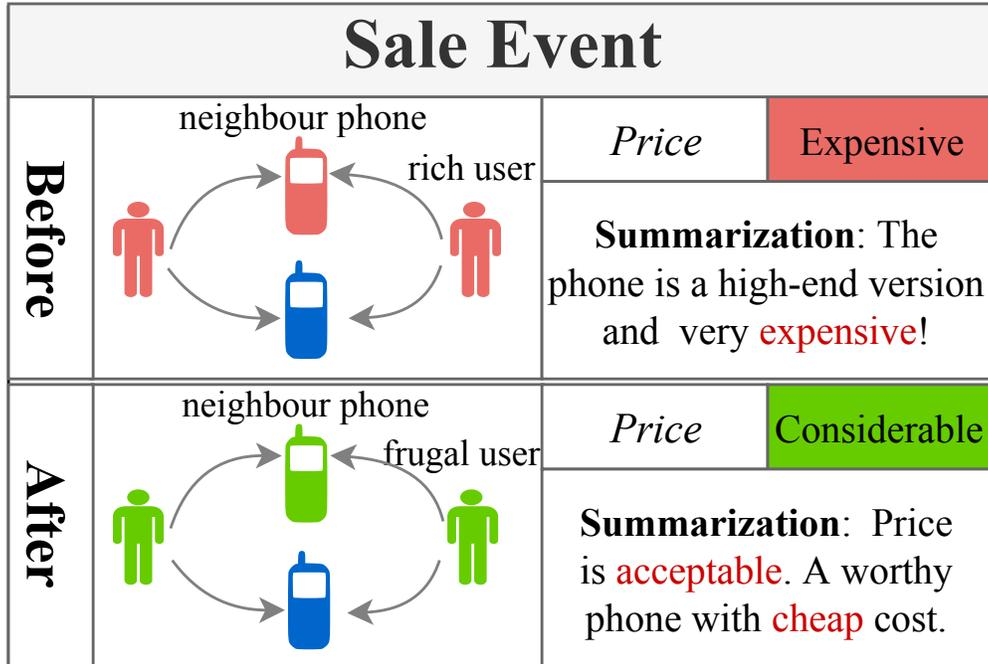 Sale Event
Before
neighbour phone
rich user
Price
Expensive
Summarization: The
phone is a high-end version
and very expensive!
After
neighbour phone
frugal user
Price
Considerable
Summarization: Price
is acceptable. A worthy
phone with cheap cost.